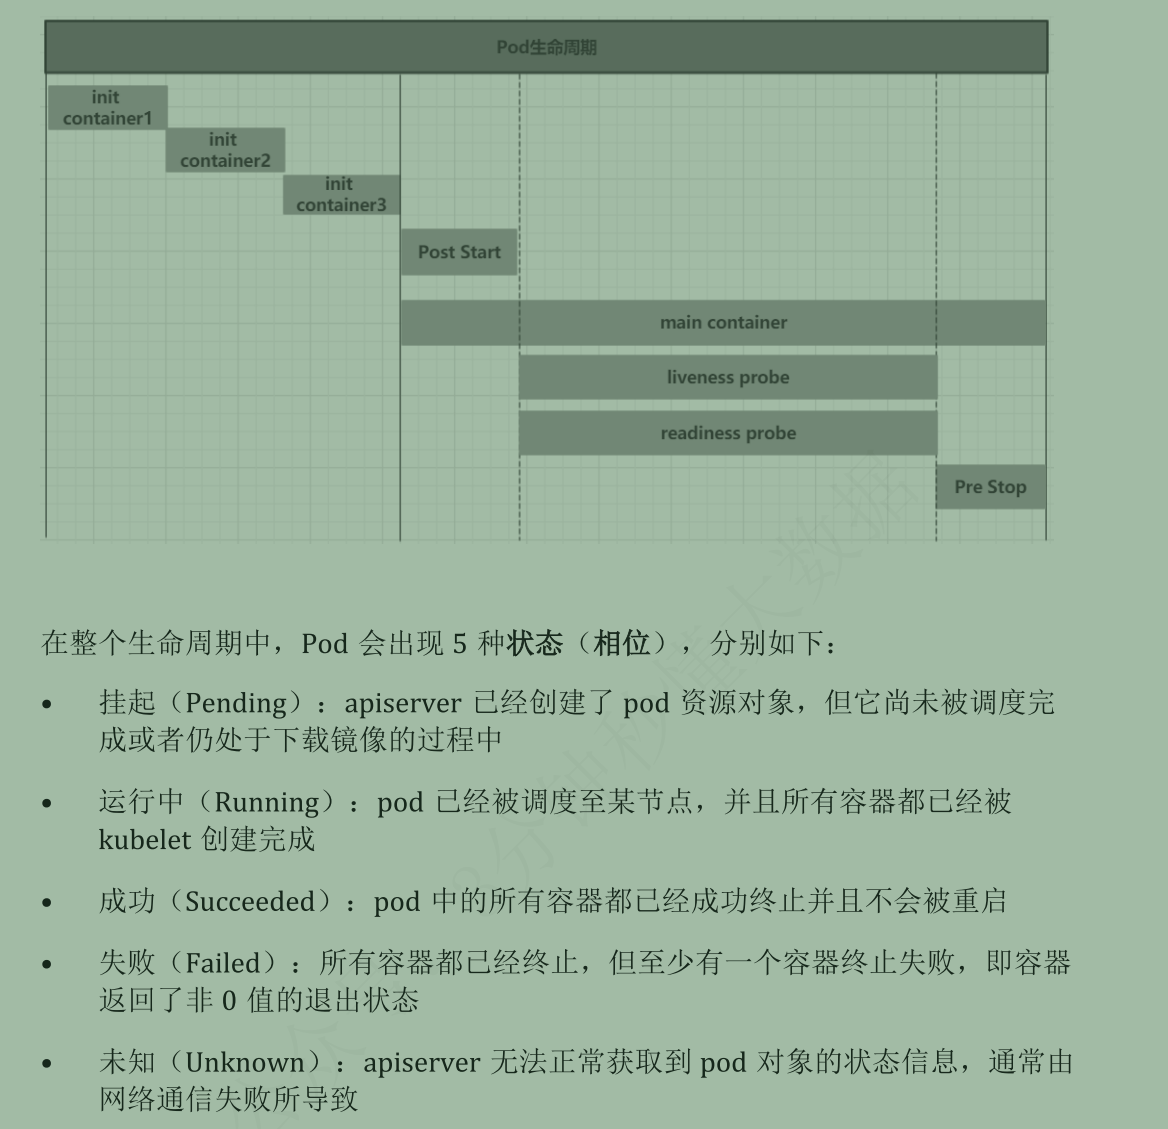 Pod生命周期
init
container1
init
container2
init
container3
Post Start
main container
liveness probe
readiness probe
Pre Stop
在整个生命周期中，Pod 会出现 5 种状态（相位），分别如下：
• 挂起（Pending）：apiserver 已经创建了 pod 资源对象，但它尚未被调度完
成或者仍处于下载镜像的过程中
• 运行中（Running）：pod 已经被调度至某节点，并且所有容器都已经被
kubelet 创建完成
• 成功（Succeeded）：pod 中的所有容器都已经成功终止并且不会被重启
• 失败（Failed）：所有容器都已经终止，但至少有一个容器终止失败，即容器
返回了非 0 值的退出状态
• 未知（Unknown）：apiserver 无法正常获取到 pod 对象的状态信息，通常由
网络通信失败所导致
分钟秒懂大数据